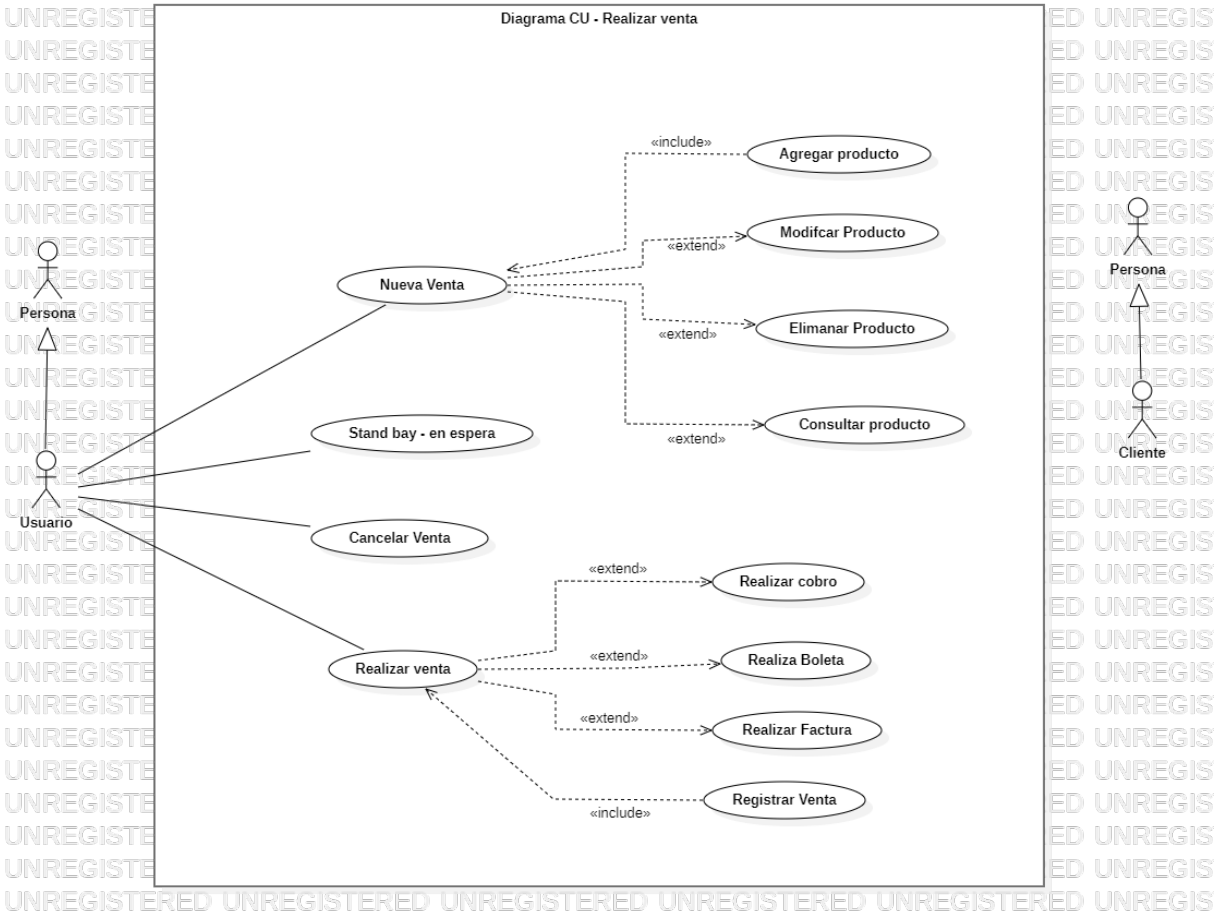 Diagrama CU - Realizar venta
«include»
Agregar producto
Modifcar Producto
«extend»
Persona
Nueva Venta
Persona
Elimanar Producto
«extend»
Consultar producto
«extend»
Stand bay - en espera
Cliente
Usuario
Cancelar Venta
«extend»
Realizar cobro
«extend»
Realiza Boleta
Realizar venta
«extend»
Realizar Factura
Registrar Venta
«include»
UNREGISTERED UNREGISTERED UNREGISTERED UNREGISTERED UNREGISTERED UNREGIS